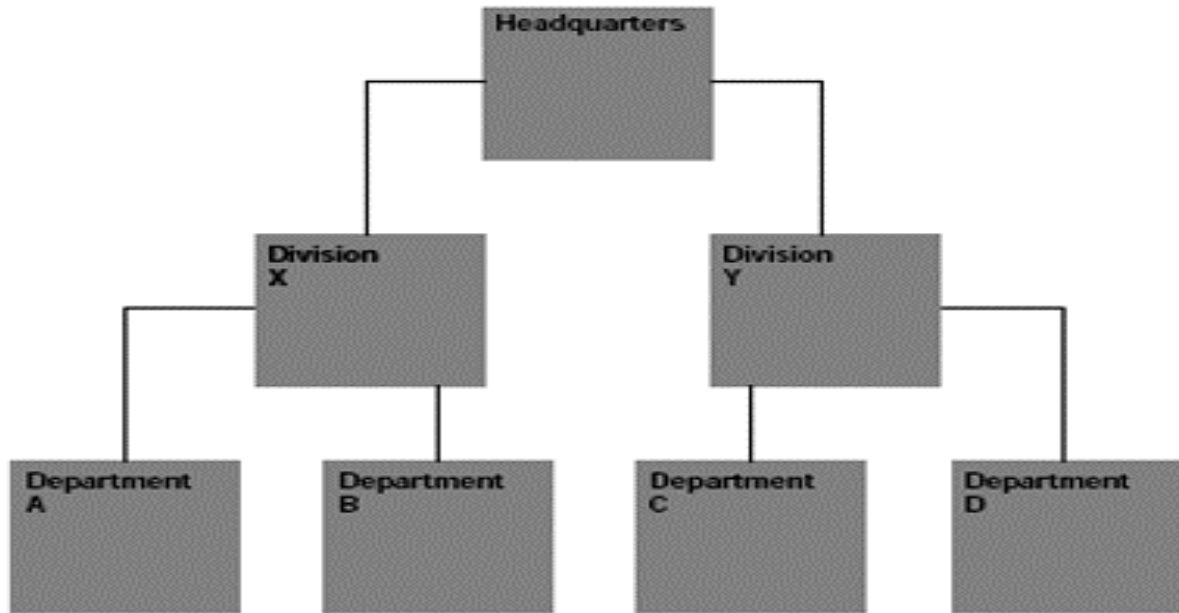 Headquarters
Division
X
Division
Y
Department
A
Department
B
Department
C
Department
D